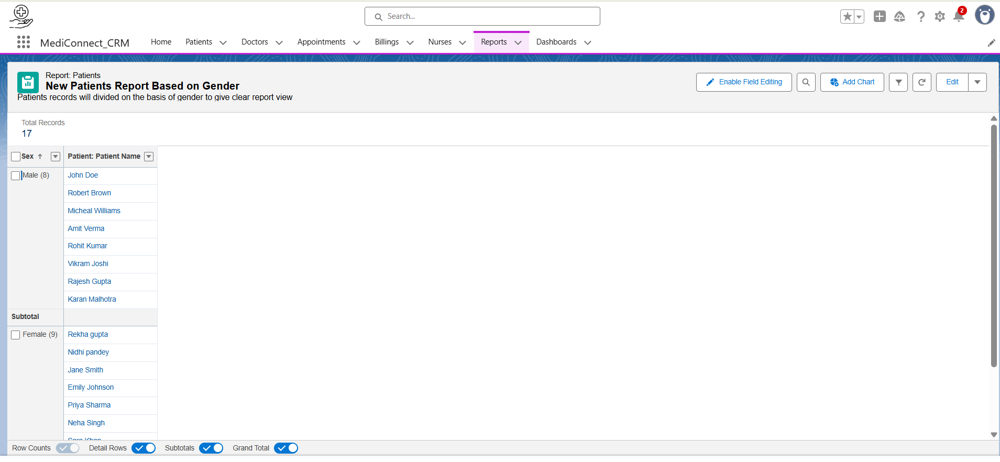 Search...
2
MediConnect_CRM Home Patients Doctors Appointments Billings Nurses Reports Dashboards
Report: Patients
New Patients Report Based on Gender
Patients records will divided on the basis of gender to give clear report view
Enable Field Editing Add Chart Edit
Total Records
17
Sex Patient: Patient Name
Male (8) John Doe
Robert Brown
Micheal Williams
Amit Verma
Rohit Kumar
Vikram Joshi
Rajesh Gupta
Karan Malhotra
Subtotal
Female (9) Rekha gupta
Nidhi pandey
Jane Smith
Emily Johnson
Priya Sharma
Neha Singh
Sara Khan
Row Counts Detail Rows Subtotals Grand Total